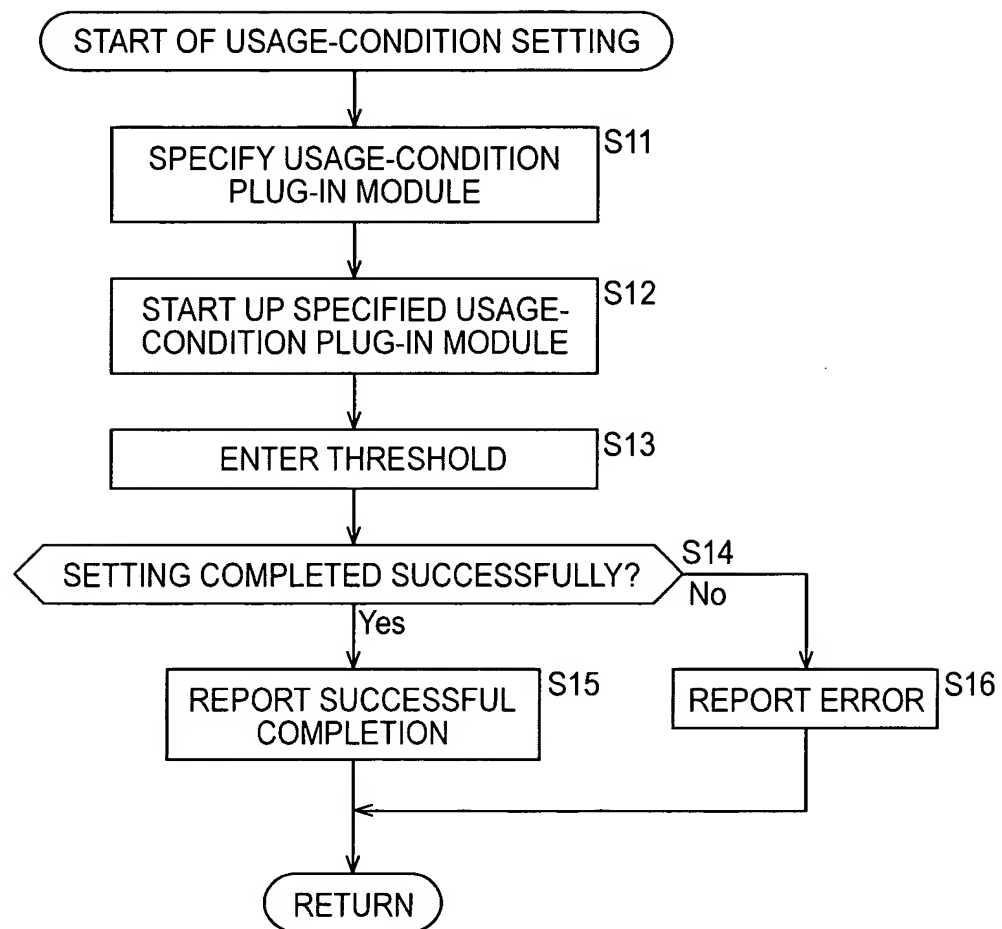 START OF USAGE-CONDITION SETTING
S11
SPECIFY USAGE-CONDITION
PLUG-IN MODULE
S12
START UP SPECIFIED USAGE-
CONDITION PLUG-IN MODULE
S13
ENTER THRESHOLD
S14
SETTING COMPLETED SUCCESSFULLY?
No
Yes
S15
REPORT SUCCESSFUL
COMPLETION
S16
REPORT ERROR
RETURN